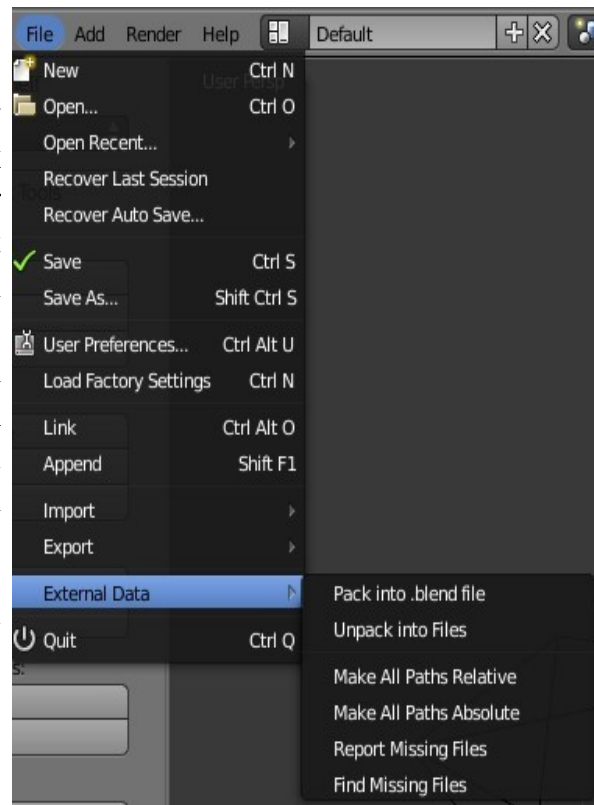 File Add Render Help Default
New Ctrl N
User Persp
Open... Ctrl O
Open Recent...
Recover Last Session
Tools
Recover Auto Save...
Save Ctrl S
Save As... Shift Ctrl S
User Preferences... Ctrl Alt U
Load Factory Settings Ctrl N
Link Ctrl Alt O
Append Shift F1
Import
Export
External Data
Pack into .blend file
Unpack into Files
Make All Paths Relative
Make All Paths Absolute
Report Missing Files
Find Missing Files
Quit Ctrl Q